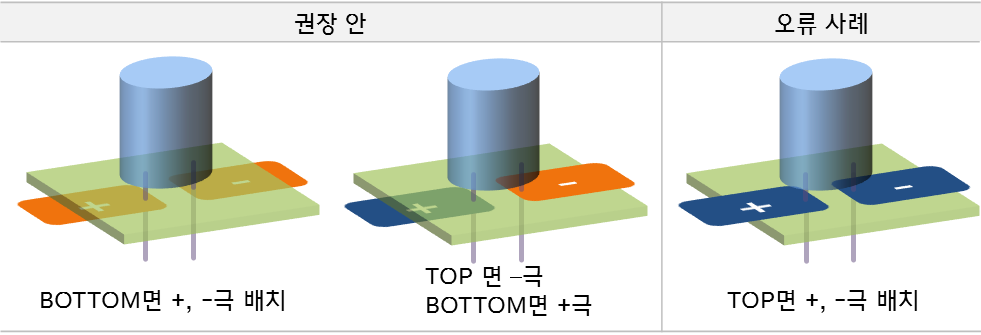 권장 안
오류 사례
+
-
+
-
+
-
BOTTOM면 +, -극 배치
TOP 면 –극
BOTTOM면 +극
TOP면 +, -극 배치